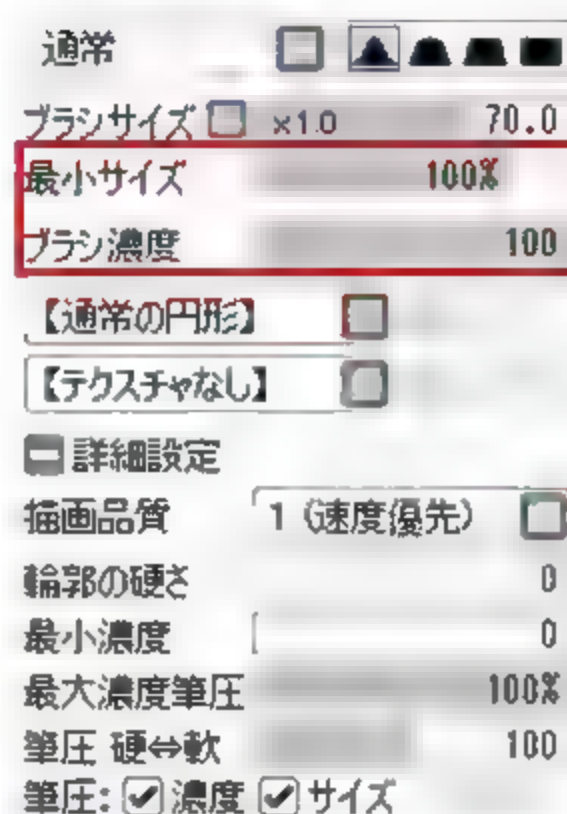 通常
ブラシサイズ ×1.0 70.0
最小サイズ 100%
ブラシ濃度 100
【通常の円形】
【テクスチャなし】
詳細設定
描画品質 1 (速度優先)
輪郭の硬さ 0
最小濃度 0
最大濃度筆圧 100%
筆圧 硬⇔軟 100
筆圧: 濃度 サイズ